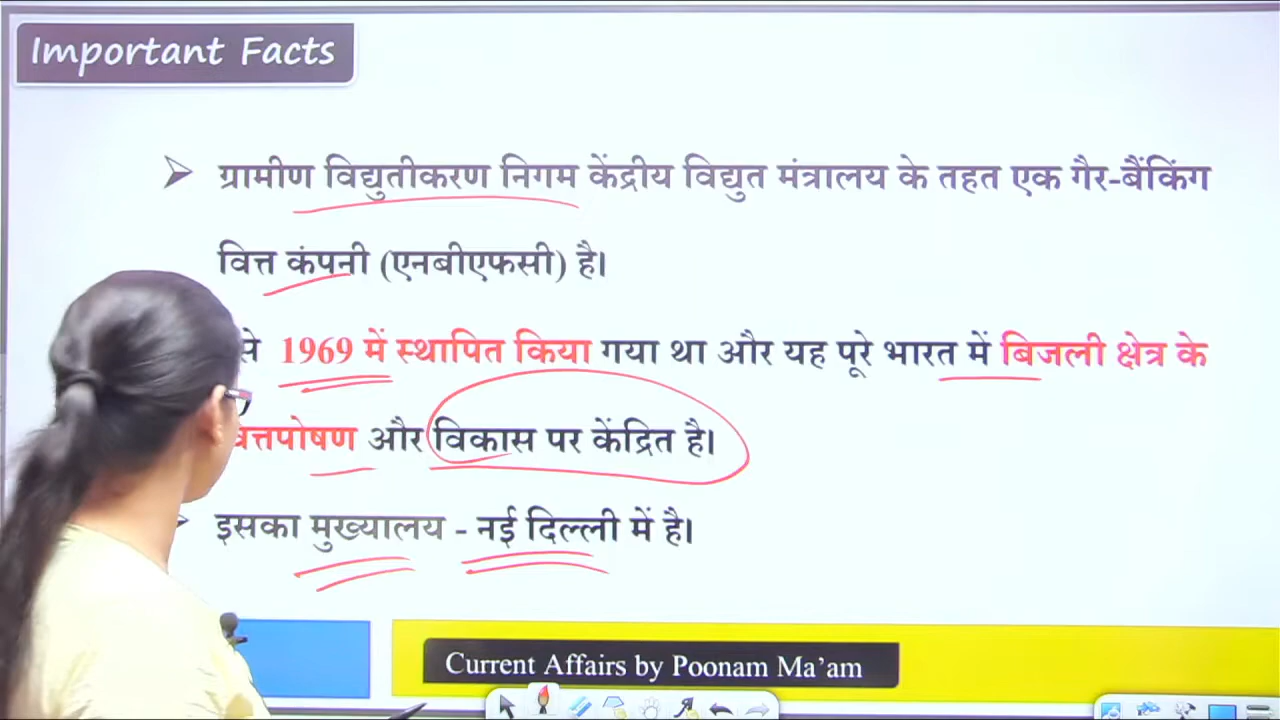 Important Facts
ग्रामीण विद्युतीकरण निगम केंद्रीय विद्युत मंत्रालय के तहत एक गैर-बैंकिंग
वित्त कंपनी (एनबीएफसी) है।
से 1969 में स्थापित किया गया था और यह पूरे भारत में बिजली क्षेत्र के
वित्तपोषण और विकास पर केंद्रित है।
इसका मुख्यालय - नई दिल्ली में है।
Current Affairs by Poonam Ma'am